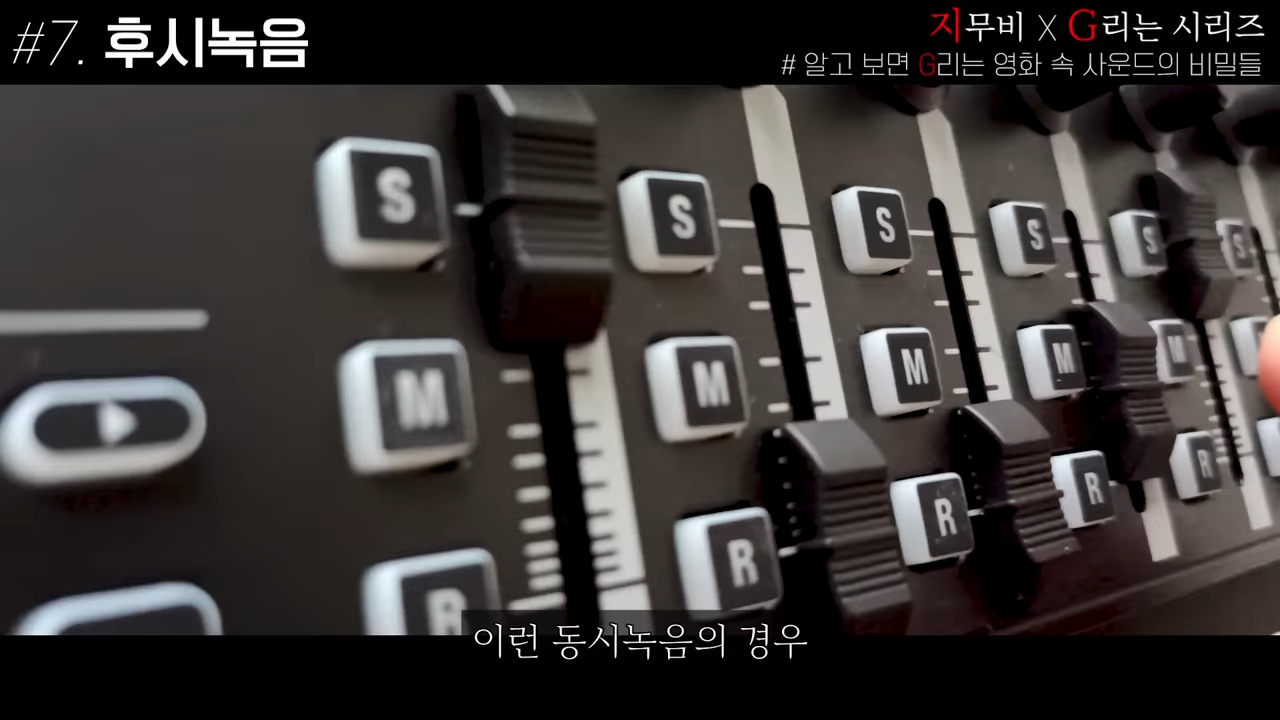 #7. 후시녹음
지무비 X G리는 시리즈
# 알고 보면 G리는 영화 속 사운드의 비밀들
S S S S S S
M M M M M
R R R R R
이런 동시녹음의 경우